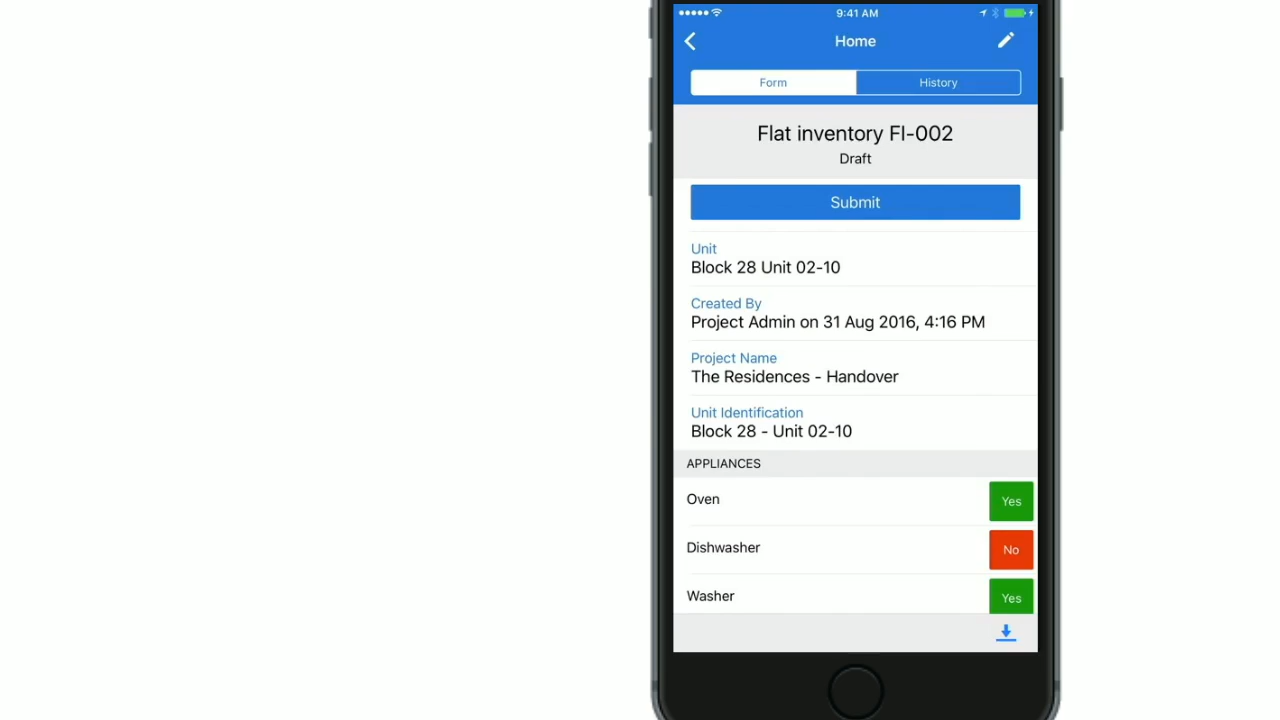 9:41 AM
Home
Form
History
Flat inventory FI-002
Draft
Submit
Unit
Block 28 Unit 02-10
Created By
Project Admin on 31 Aug 2016, 4:16 PM
Project Name
The Residences - Handover
Unit Identification
Block 28 - Unit 02-10
APPLIANCES
Oven
Yes
Dishwasher
No
Washer
Yes